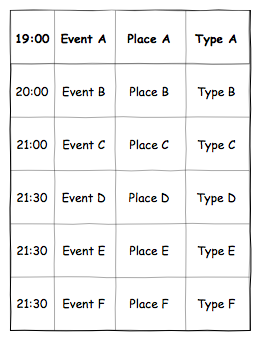 19:00 Event A Place A Type A
20:00 Event B Place B Type B
21:00 Event C Place C Type C
21:30 Event D Place D Type D
21:30 Event E Place E Type E
21:30 Event F Place F Type F